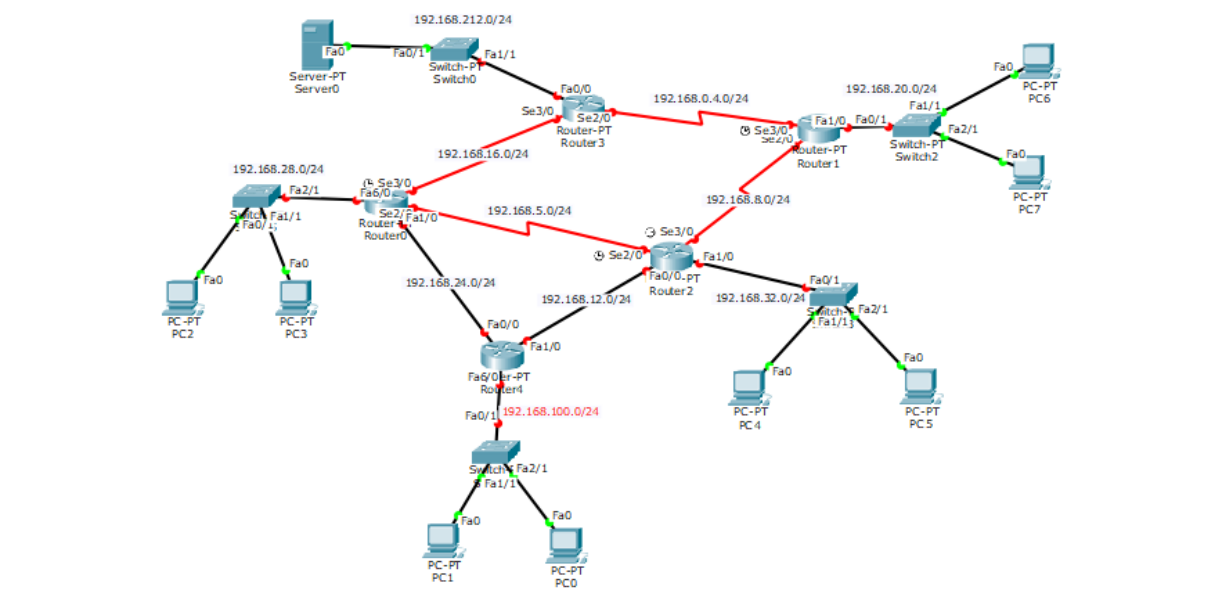 192.168.212.0/24
Fa0
Fa0/1
Fa1/1
Server-PT
Server0
Switch-PT
Switch0
Fa0/0
Se3/0
Se2/0
Router-PT
Router3
192.168.0.4.0/24
192.168.20.0/24
Fa0
PC-PT
PC6
Fa1/1
Se3/0
Se2/0
Fa1/0
Fa0/1
Fa2/1
Router-PT
Router1
Switch-PT
Switch2
Fa0
PC-PT
PC7
192.168.16.0/24
192.168.28.0/24
Fa2/1
Se3/0
Fa6/0
Fa1/1
Fa0/1
Se2/
Fa1/0
Router
Router0
192.168.5.0/24
192.168.8.0/24
Se3/0
Se2/0
Fa1/0
Fa0/0
-PT
Router2
Fa0
PC-PT
PC2
Fa0
PC-PT
PC3
192.168.24.0/24
192.168.12.0/24
192.168.32.0/24
Fa0/1
Switch-
Fa1/1
Fa2/1
Fa0/0
Fa1/0
Fa6/0
er-PT
Router4
Fa0
PC-PT
PC4
Fa0
PC-PT
PC5
Fa0/1
192.168.100.0/24
Switch-
Fa2/1
S Fa1/1
Fa0
PC-PT
PC1
Fa0
PC-PT
PC0